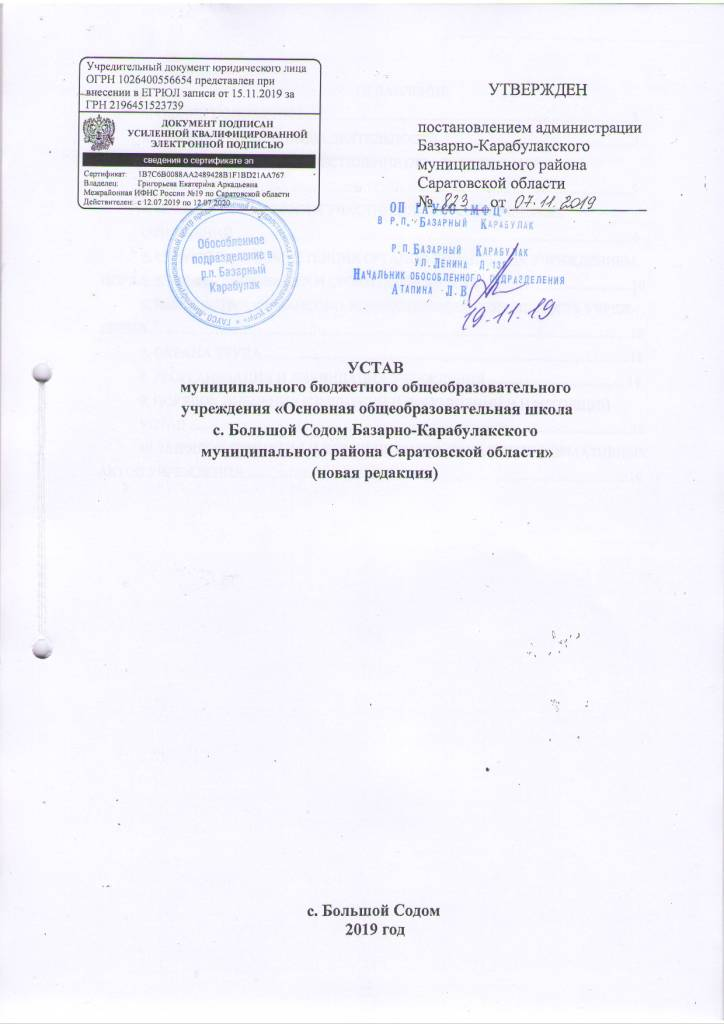 Учредительный документ юридического лица
ОГРН 1026400556654 представлен при
внесении в ЕГРЮЛ записи от 15.11.2019 за
ГРН 2196451523739
ДОКУМЕНТ ПОДПИСАН
УСИЛЕННОЙ КВАЛИФИЦИРОВАННОЙ
ЭЛЕКТРОННОЙ ПОДПИСЬЮ
сведения о сертификате эп
Сертификат: 1B7C6B0088AA2489428B1F1BD21AA767
Владелец: Григорьева Екатерина Аркадьевна
Межрайонная ИФНС России №19 по Саратовской области
Действителен: с 12.07.2019 по 12.07.2020
УТВЕРЖДЕН
постановлением администрации
Базарно-Карабулакского
муниципального района
Саратовской области
№ 823 от 07.11.2019
ОП ГАУСО «МФЦ»
В Р.П. БАЗАРНЫЙ КАРАБУЛАК
Р.П.БАЗАРНЫЙ КАРАБУЛАК
УЛ.ЛЕНИНА Д.132
НАЧАЛЬНИК ОБОСОБЛЕННОГО ПОДРАЗДЕЛЕНИЯ
АТАПИНА Л.В.
19.11.19
Обособленное
подразделение в
р.п. Базарный
Карабулак
УСТАВ
муниципального бюджетного общеобразовательного
учреждения «Основная общеобразовательная школа
с. Большой Содом Базарно-Карабулакского
муниципального района Саратовской области»
(новая редакция)
с. Большой Содом
2019 год